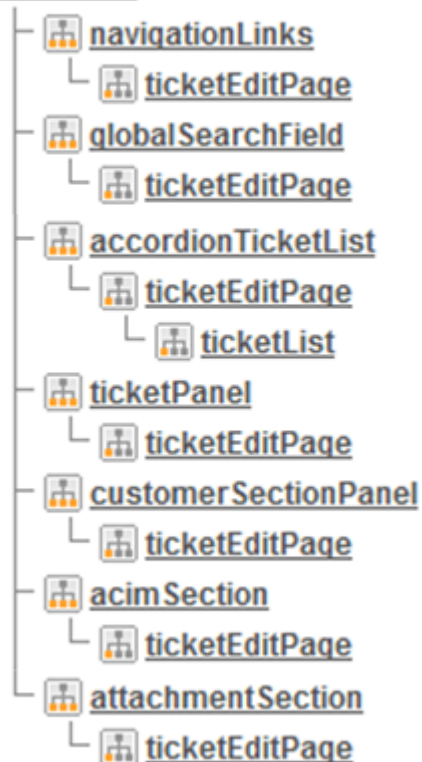 navigationLinks
ticketEditPage
globalSearchField
ticketEditPage
accordionTicketList
ticketEditPage
ticketList
ticketPanel
ticketEditPage
customerSectionPanel
ticketEditPage
acimSection
ticketEditPage
attachmentSection
ticketEditPage